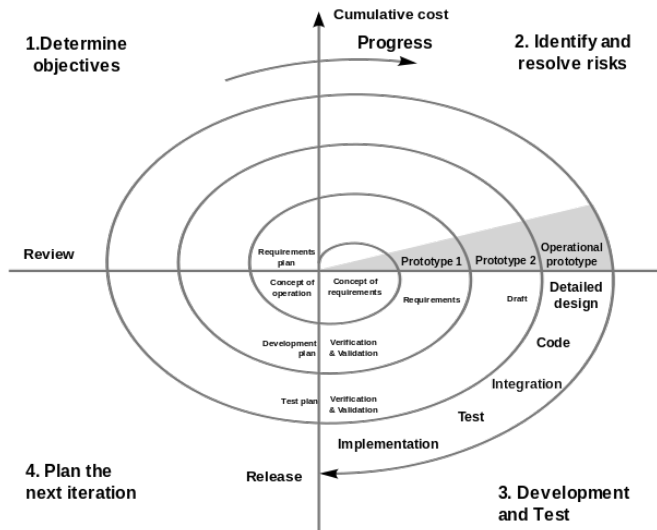 Cumulative cost
1.Determine
objectives
Progress
2. Identify and
resolve risks
Review
Requirements
plan
Prototype 1
Prototype 2
Operational
prototype
Concept of
operation
Concept of
requirements
Requirements
Draft
Detailed
design
Development
plan
Verification
& Validation
Code
Integration
Test plan
Verification
& Validation
Test
Implementation
4. Plan the
next iteration
Release
3. Development
and Test